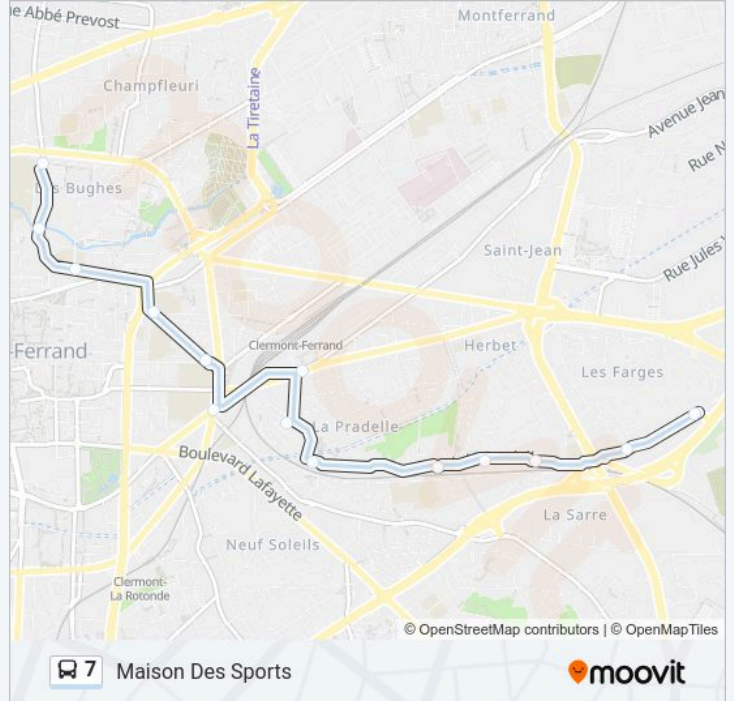 e Abbé Prevost
Montferrand
Champfleuri
La Tiretaine
Avenue Jean
Rue N
Les Bughes
Saint-Jean
Rue Jules
Clermont-Ferrand
-Ferrand
Herbet
Les Farges
La Pradelle
Boulevard Lafayette
La Sarre
Neuf Soleils
Clermont-
La Rotonde
© OpenStreetMap contributors | © OpenMapTiles
7 Maison Des Sports
moovit